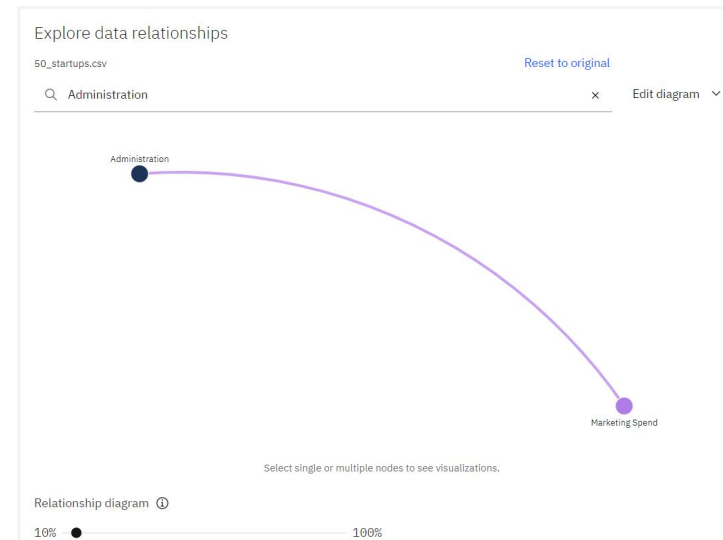 Explore data relationships
50_startups.csv
Reset to original
Administration
Edit diagram
Administration
Marketing Spend
Select single or multiple nodes to see visualizations.
Relationship diagram
10%
100%